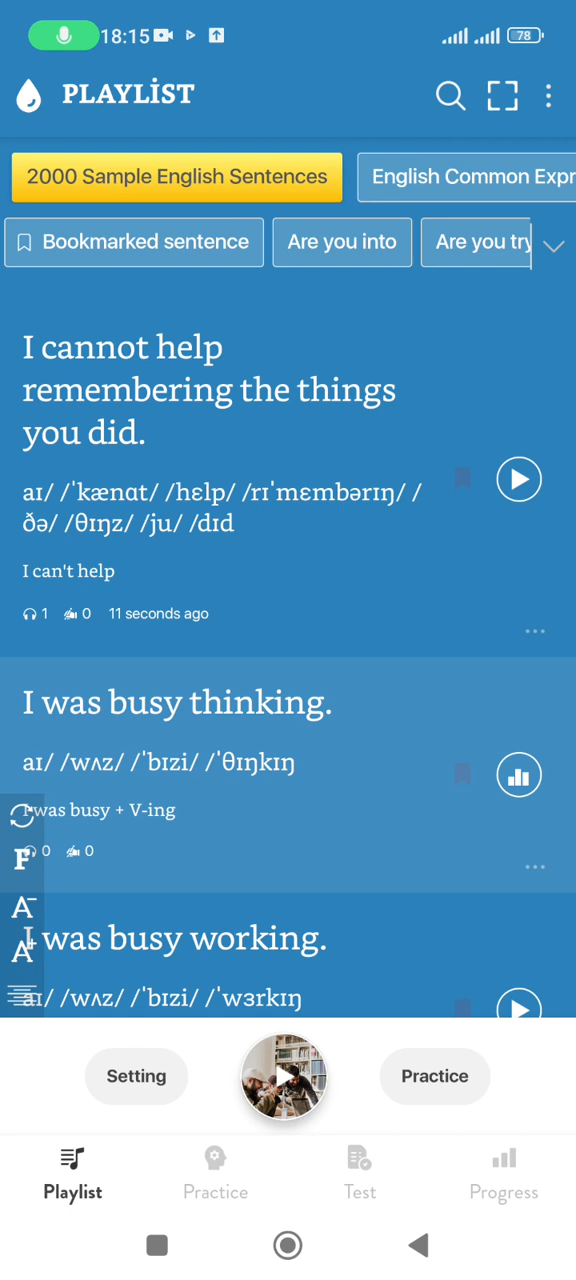 18:15
78
PLAYLİST
2000 Sample English Sentences
English Common Expr
Bookmarked sentence
Are you into
Are you try
I cannot help
remembering the things
you did.
aɪ/ /ˈkænɑt/ /hɛlp/ /rɪˈmɛmbərɪŋ/ /
ðə/ /θɪŋz/ /ju/ /dɪd
I can't help
1
0
11 seconds ago
I was busy thinking.
aɪ/ /wʌz/ /ˈbɪzi/ /ˈθɪŋkɪŋ
I was busy + V-ing
0
0
F
A-
A+
I was busy working.
aɪ/ /wʌz/ /ˈbɪzi/ /ˈwɜrkɪŋ
Setting
Practice
Playlist
Practice
Test
Progress